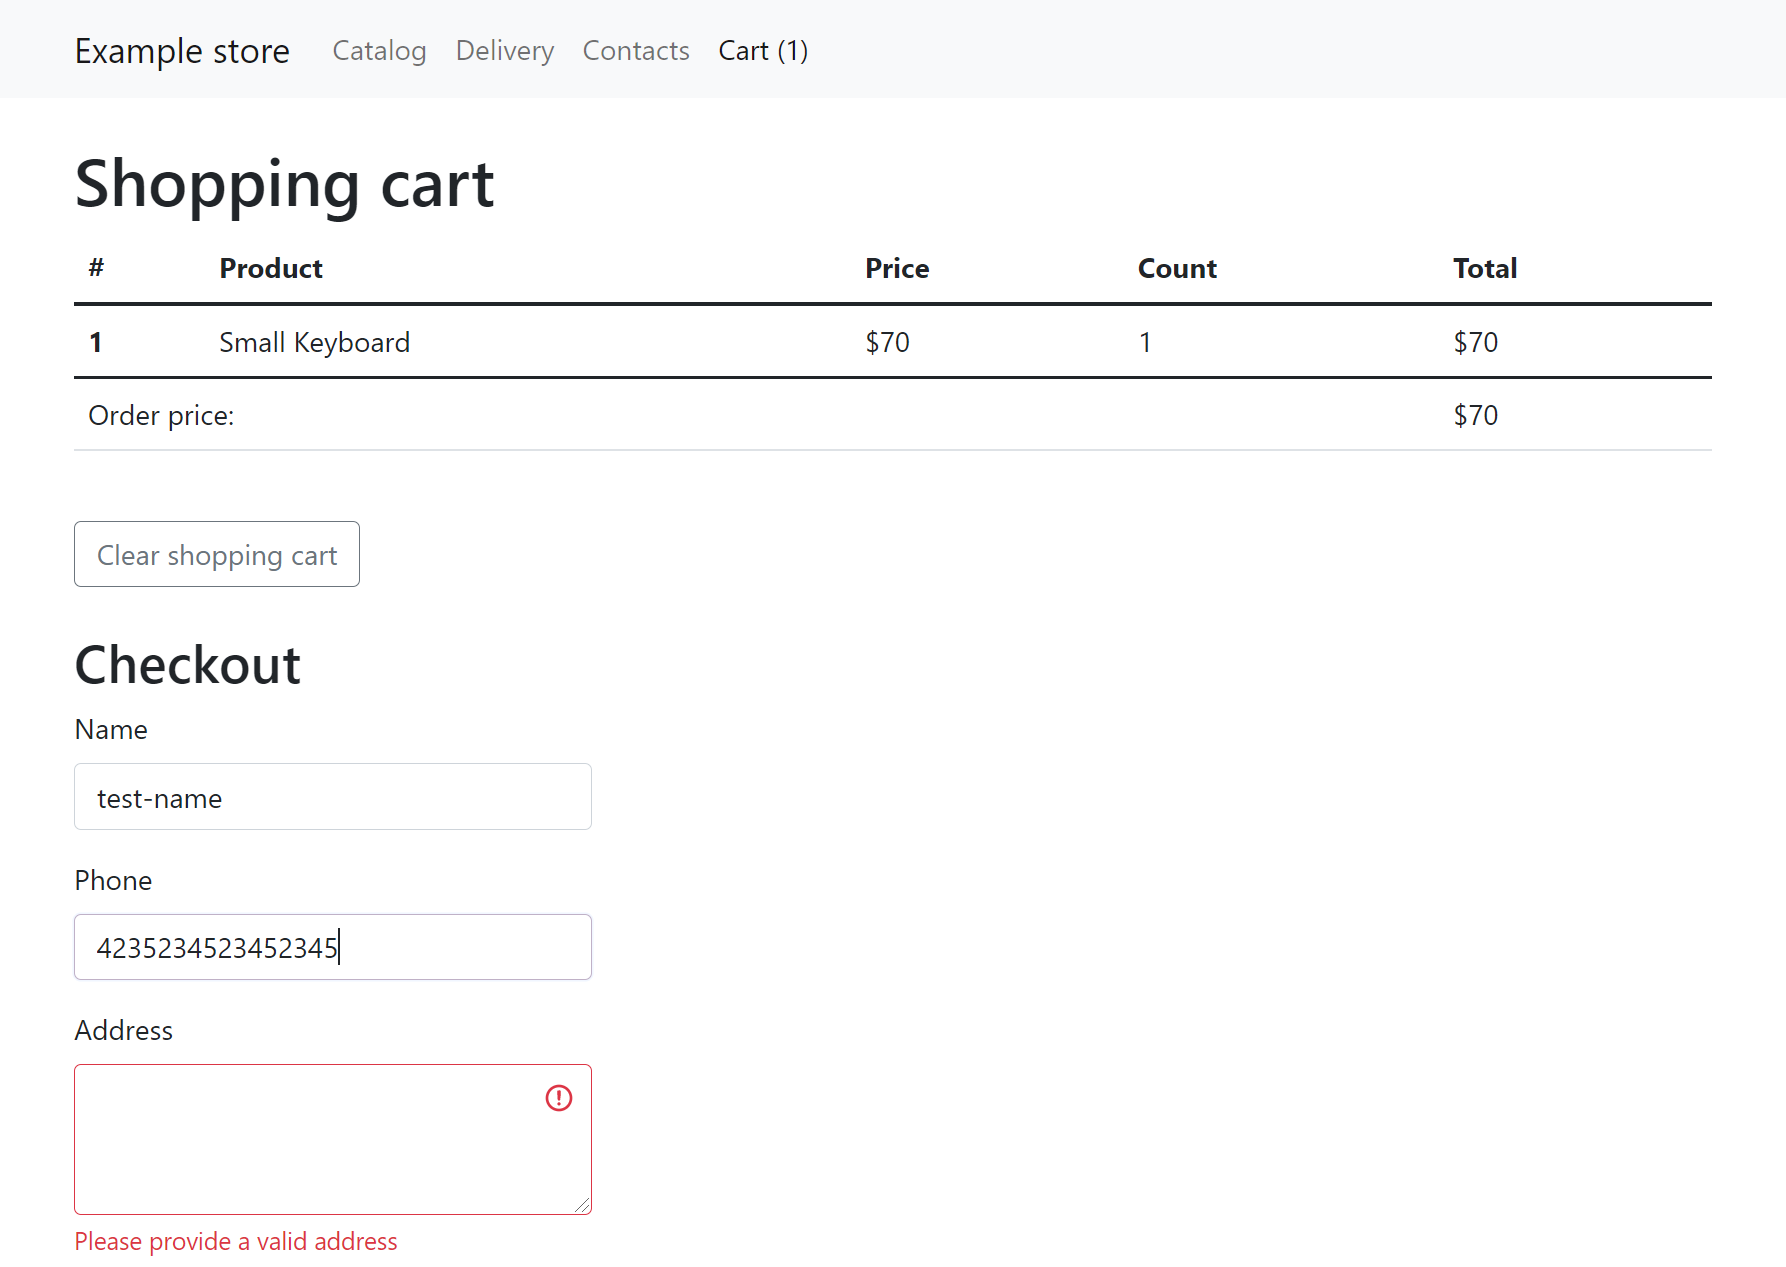 Example store Catalog Delivery Contacts Cart (1)
Shopping cart
# Product Price Count Total
1 Small Keyboard $70 1 $70
Order price: $70
Clear shopping cart
Checkout
Name
test-name
Phone
4235234523452345
Address
Please provide a valid address